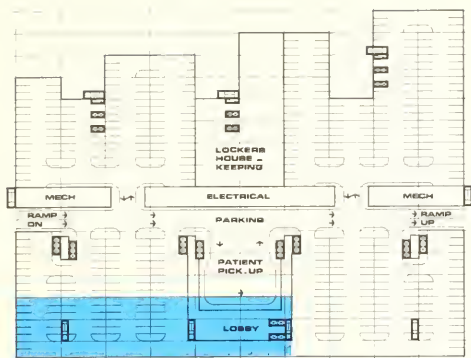 LOCKERS
HOUSE-
KEEPING
MECH
ELECTRICAL
MECH
RAMP
ON
PARKING
RAMP
UP
PATIENT
PICK.UP
LOBBY